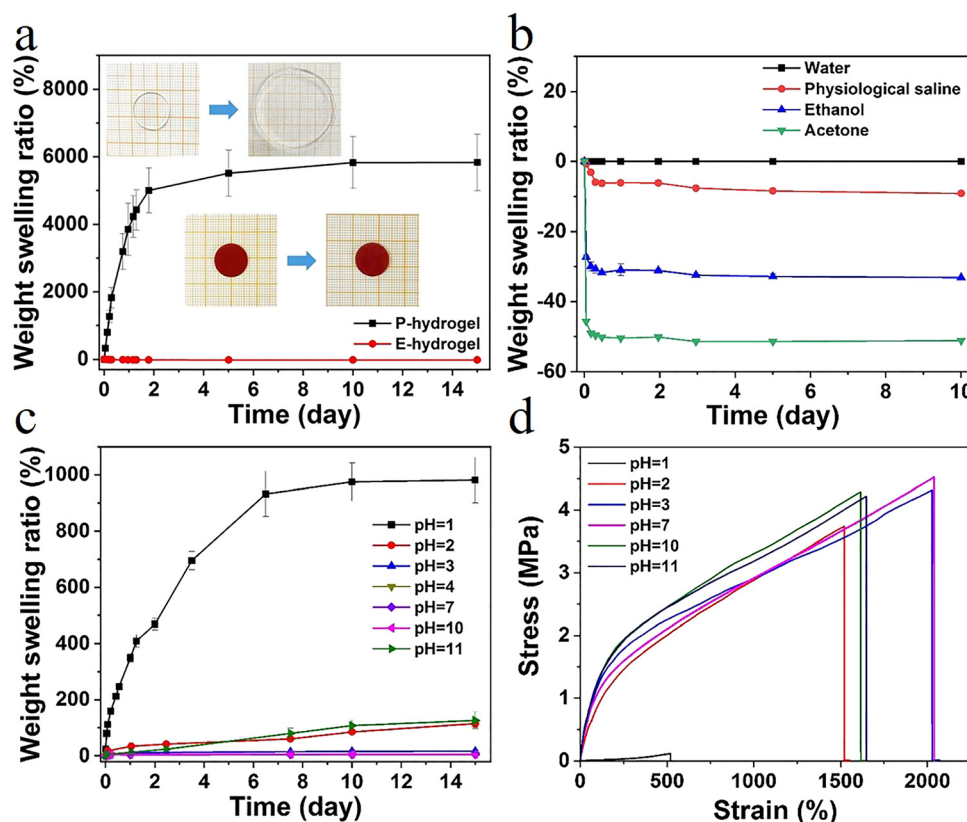 a
Weight swelling ratio (%)
8000
6000
4000
2000
0
P-hydrogel
E-hydrogel
0 2 4 6 8 10 12 14
Time (day)
b
Weight swelling ratio (%)
20
0
-20
-40
-60
Water
Physiological saline
Ethanol
Acetone
0 2 4 6 8 10
Time (day)
c
Weight swelling ratio (%)
1000
800
600
400
200
0
pH=1
pH=2
pH=3
pH=4
pH=7
pH=10
pH=11
0 2 4 6 8 10 12 14
Time (day)
d
Stress (MPa)
5
4
3
2
1
0
pH=1
pH=2
pH=3
pH=7
pH=10
pH=11
0 500 1000 1500 2000
Strain (%)